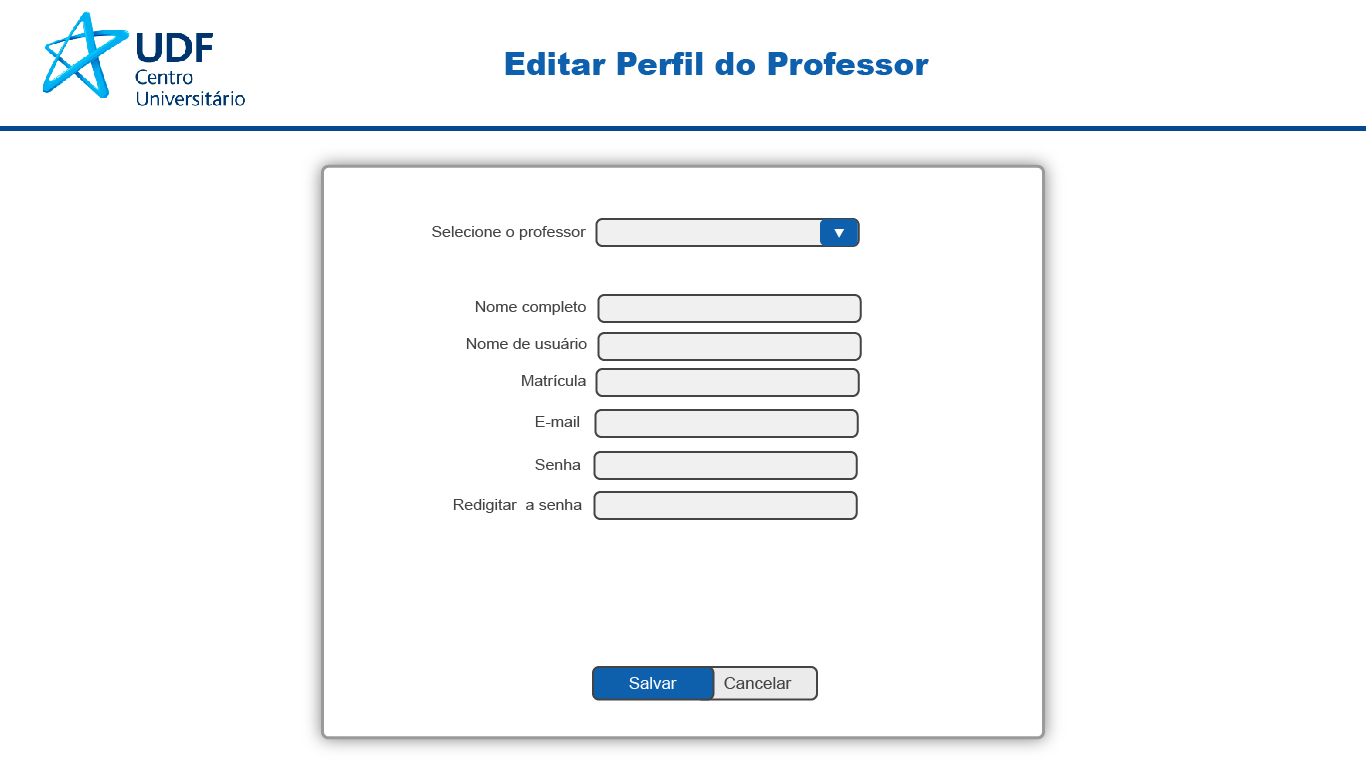 UDF
Centro
Universitário
Editar Perfil do Professor
Selecione o professor
Nome completo
Nome de usuário
Matrícula
E-mail
Senha
Redigitar  a senha
Salvar Cancelar